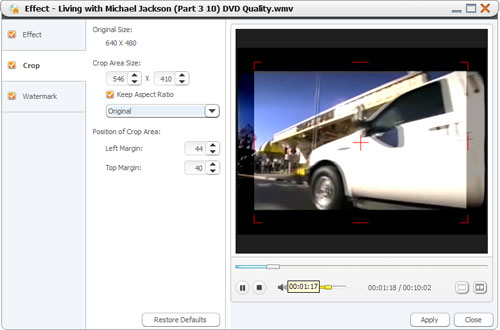 Effect - Living with Michael Jackson (Part 3 10) DVD Quality.wmv
Effect
Crop
Watermark
Original Size:
640 X 480
Crop Area Size:
546 X 410
Keep Aspect Ratio
Original
Position of Crop Area:
Left Margin: 44
Top Margin: 40
Restore Defaults
00:01:17
00:01:18 / 00:10:02
Apply
Close